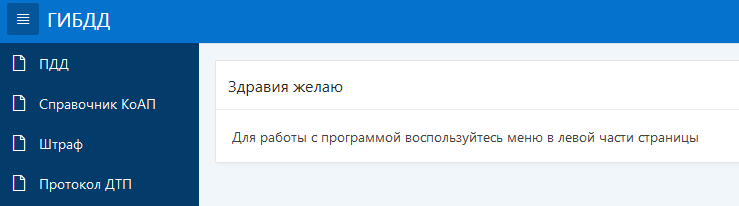 ГИБДД
ПДД
Справочник КоАП
Штраф
Протокол ДТП
Здравия желаю
Для работы с программой воспользуйтесь меню в левой части страницы